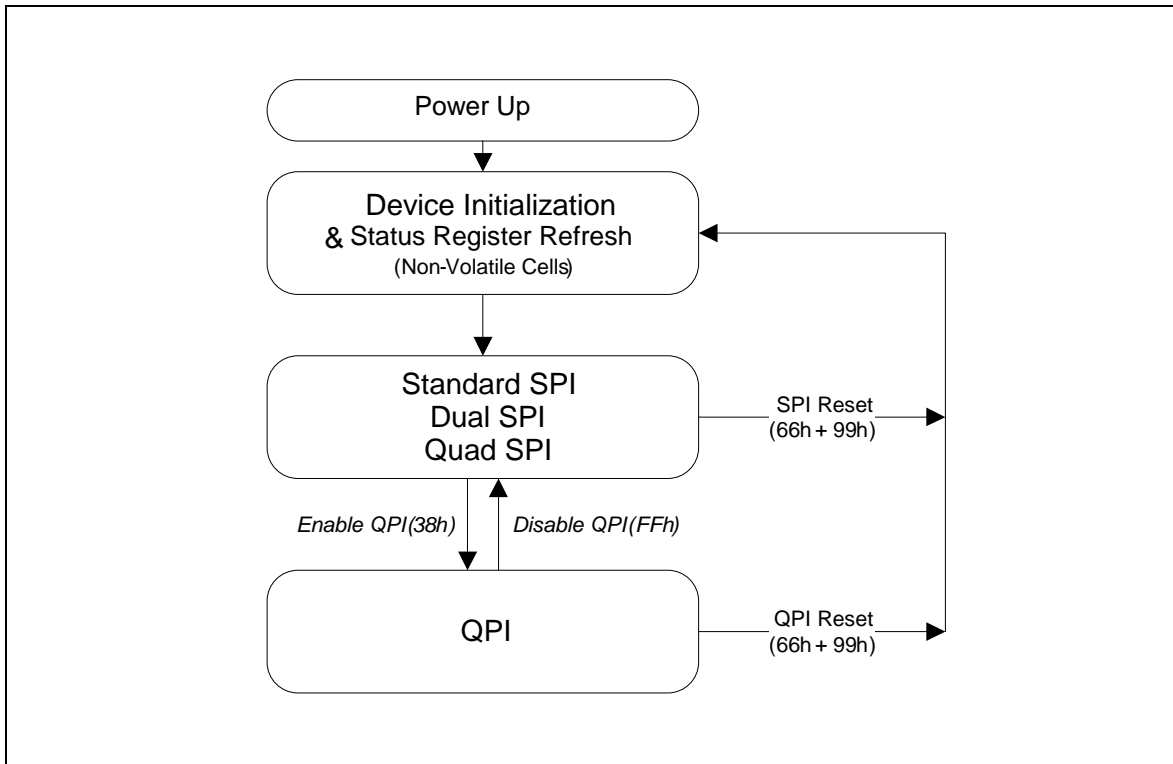 Power Up
Device Initialization
& Status Register Refresh
(Non-Volatile Cells)
Standard SPI
Dual SPI
Quad SPI
SPI Reset
(66h + 99h)
Enable QPI(38h)
Disable QPI(FFh)
QPI
QPI Reset
(66h + 99h)